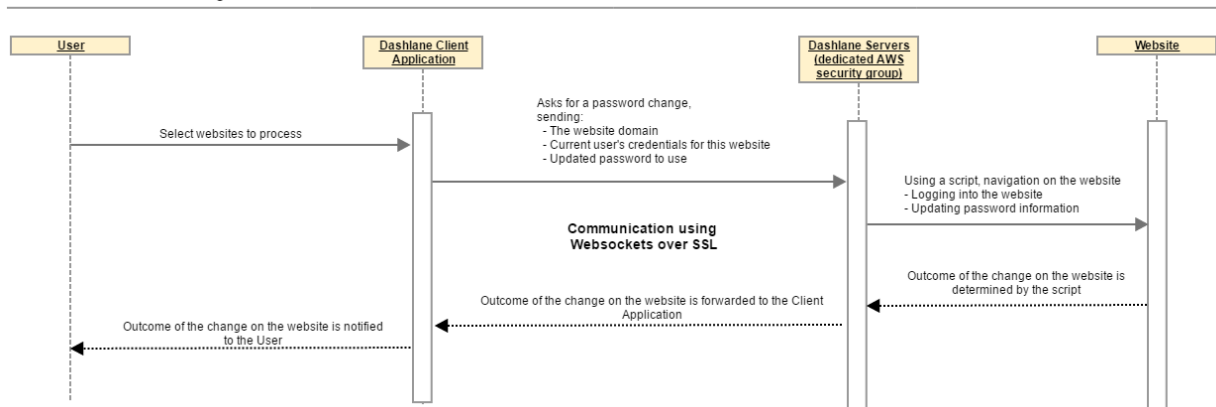 User
Dashlane Client
Application
Dashlane Servers
(dedicated AWS
security group)
Website
Asks for a password change,
sending:
- The website domain
- Current user's credentials for this website
- Updated password to use
Select websites to process
Using a script, navigation on the website
- Logging into the website
- Updating password information
Communication using
Websockets over SSL
Outcome of the change on the website is
determined by the script
Outcome of the change on the website is forwarded to the Client
Application
Outcome of the change on the website is notified
to the User